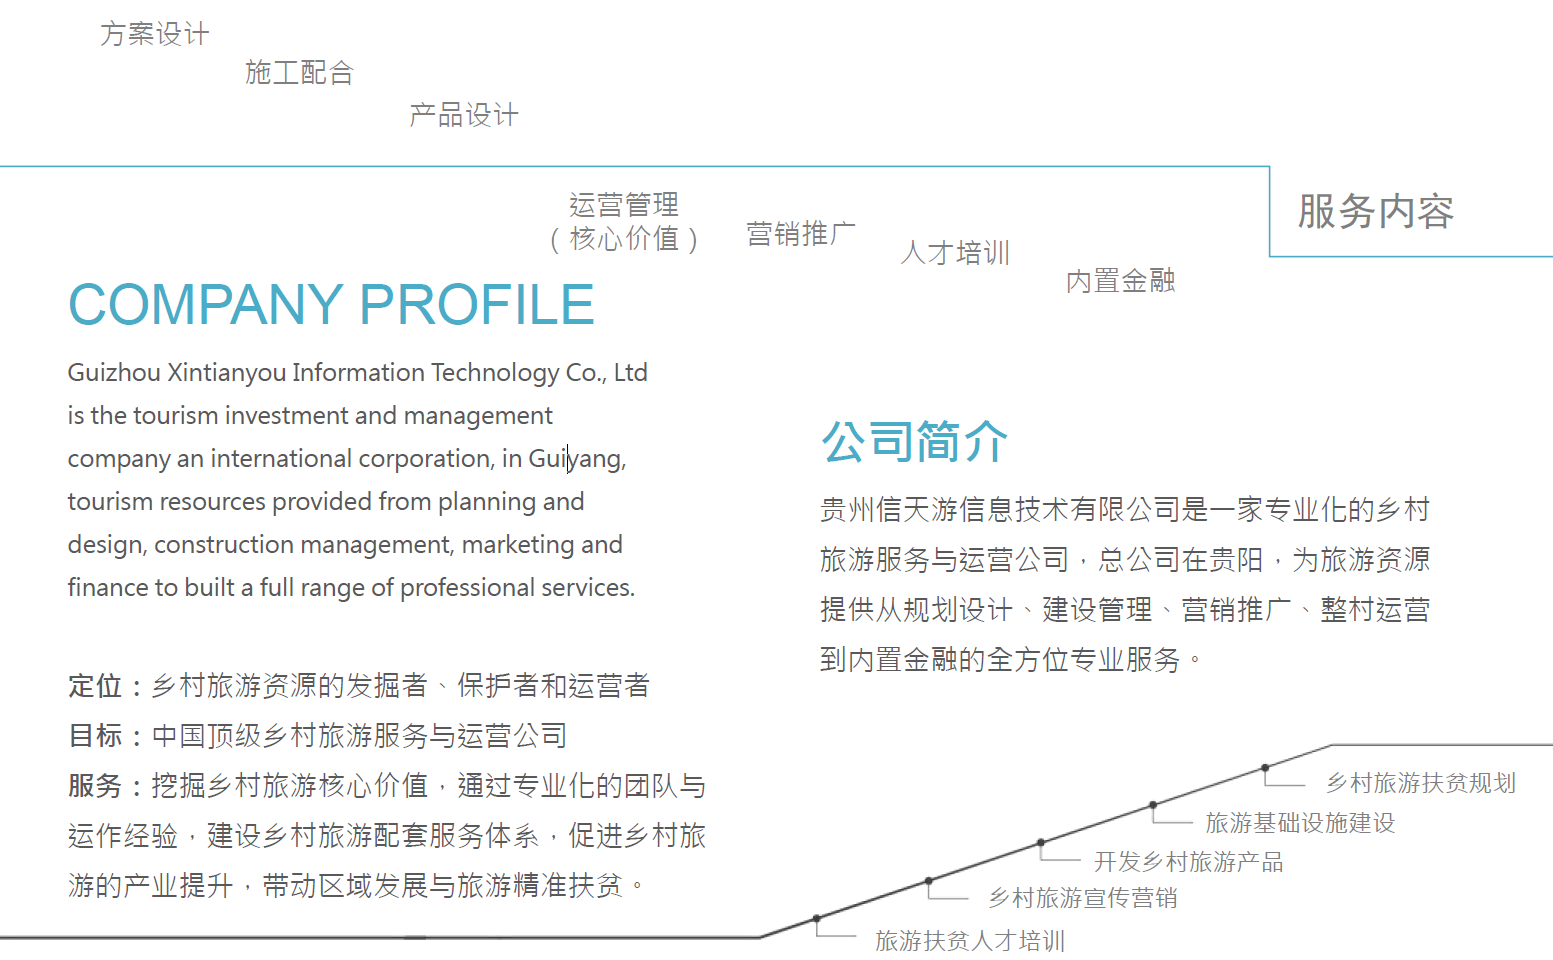 方案设计
施工配合
产品设计
运营管理
（核心价值）
营销推广
人才培训
内置金融
服务内容
COMPANY PROFILE
Guizhou Xintianyou Information Technology Co., Ltd
is the tourism investment and management
company an international corporation, in Guiyang,
tourism resources provided from planning and
design, construction management, marketing and
finance to built a full range of professional services.
定位：乡村旅游资源的发掘者、保护者和运营者
目标：中国顶级乡村旅游服务与运营公司
服务：挖掘乡村旅游核心价值，通过专业化的团队与
运作经验，建设乡村旅游配套服务体系，促进乡村旅
游的产业提升，带动区域发展与旅游精准扶贫。
公司简介
贵州信天游信息技术有限公司是一家专业化的乡村
旅游服务与运营公司，总公司在贵阳，为旅游资源
提供从规划设计、建设管理、营销推广、整村运营
到内置金融的全方位专业服务。
乡村旅游扶贫规划
旅游基础设施建设
开发乡村旅游产品
乡村旅游宣传营销
旅游扶贫人才培训